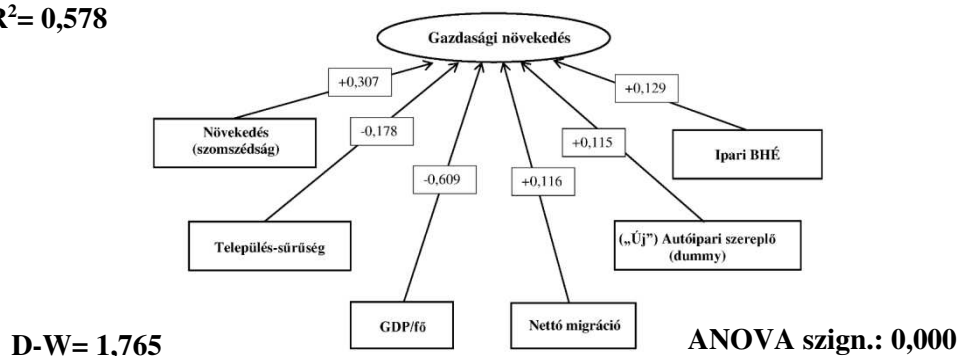 R²= 0,578
Gazdasági növekedés
+0,307
+0,129
Növekedés
(szomszédság)
-0,178
+0,115
Ipari BHÉ
-0,609
+0,116
Település-sűrűség
(„Új”) Autóipari szereplő
(dummy)
GDP/fő
Nettó migráció
D-W= 1,765
ANOVA szign.: 0,000